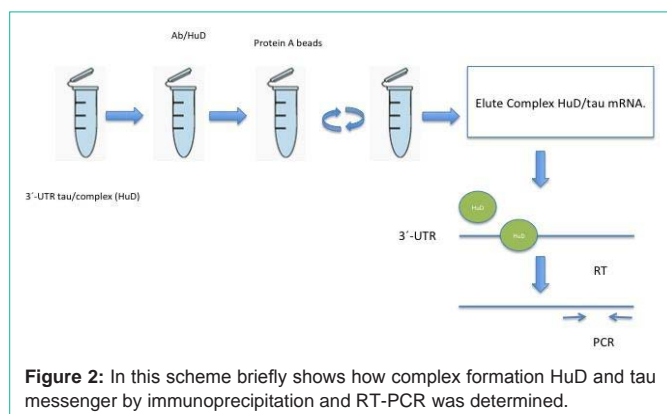 Ab/HuD
Protein A beads
Elute Complex HuD/tau mRNA.
3´-UTR tau/complex (HuD)
HuD
3´-UTR
HuD
RT
PCR
Figure 2: In this scheme briefly shows how complex formation HuD and tau
messenger by immunoprecipitation and RT-PCR was determined.